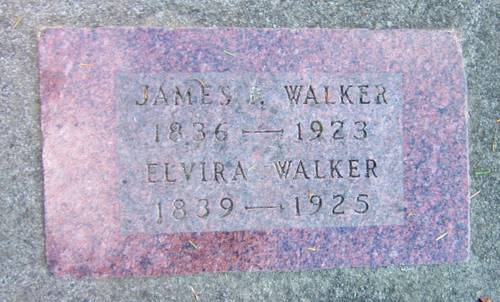 JAMES F. WALKER
1836 — 1923
ELVIRA WALKER
1839 — 1925